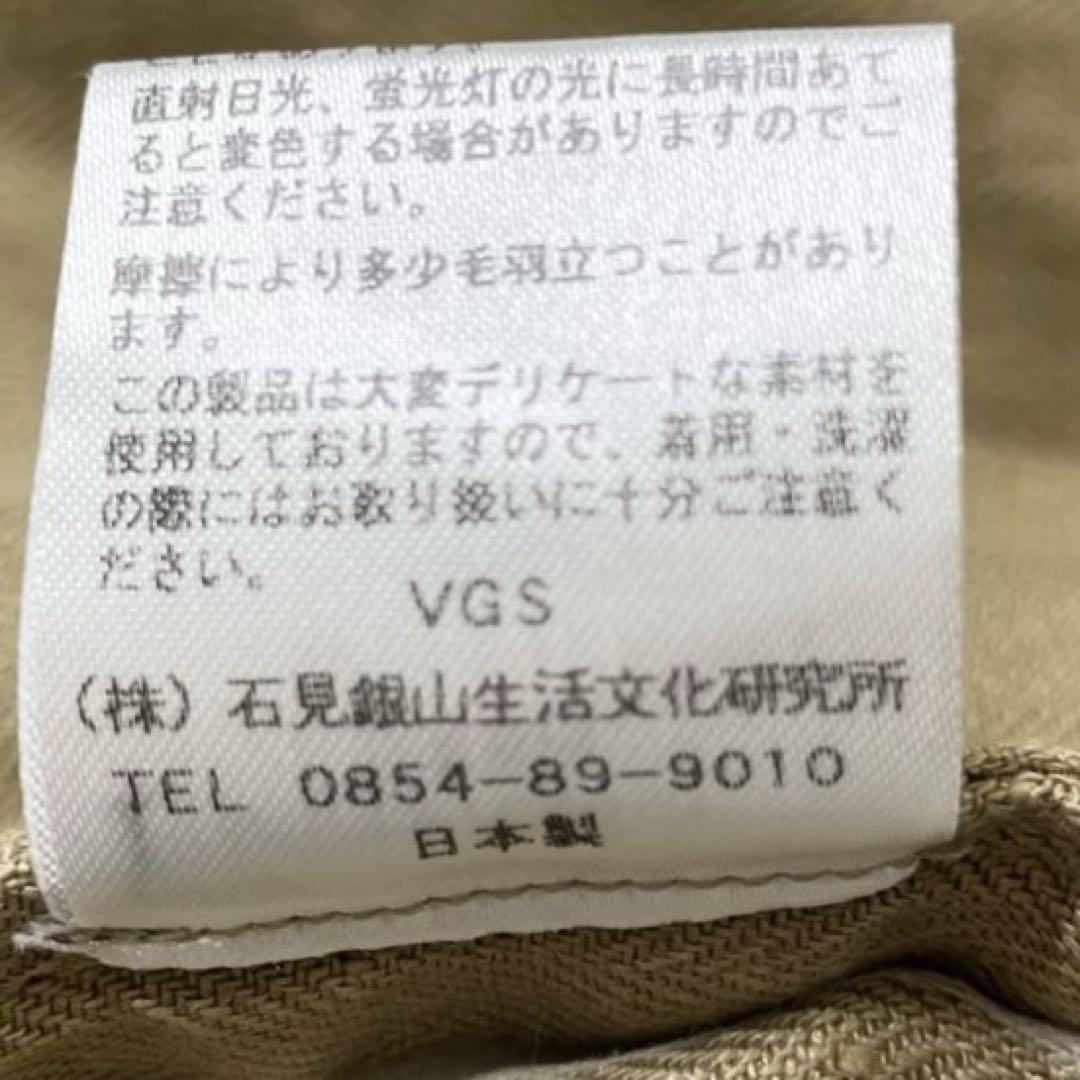 直射日光、蛍光灯の光に長時間あて
ると変色する場合がありますのでご
注意ください。
摩擦により多少毛羽立つことがあり
ます。
この製品は大変デリケートな素材を
使用しておりますので、着用・洗濯
の際にはお取り扱いに十分ご注意く
ださい。
VGS
(株)石見銀山生活文化研究所
TEL 0854-89-9010
日本製